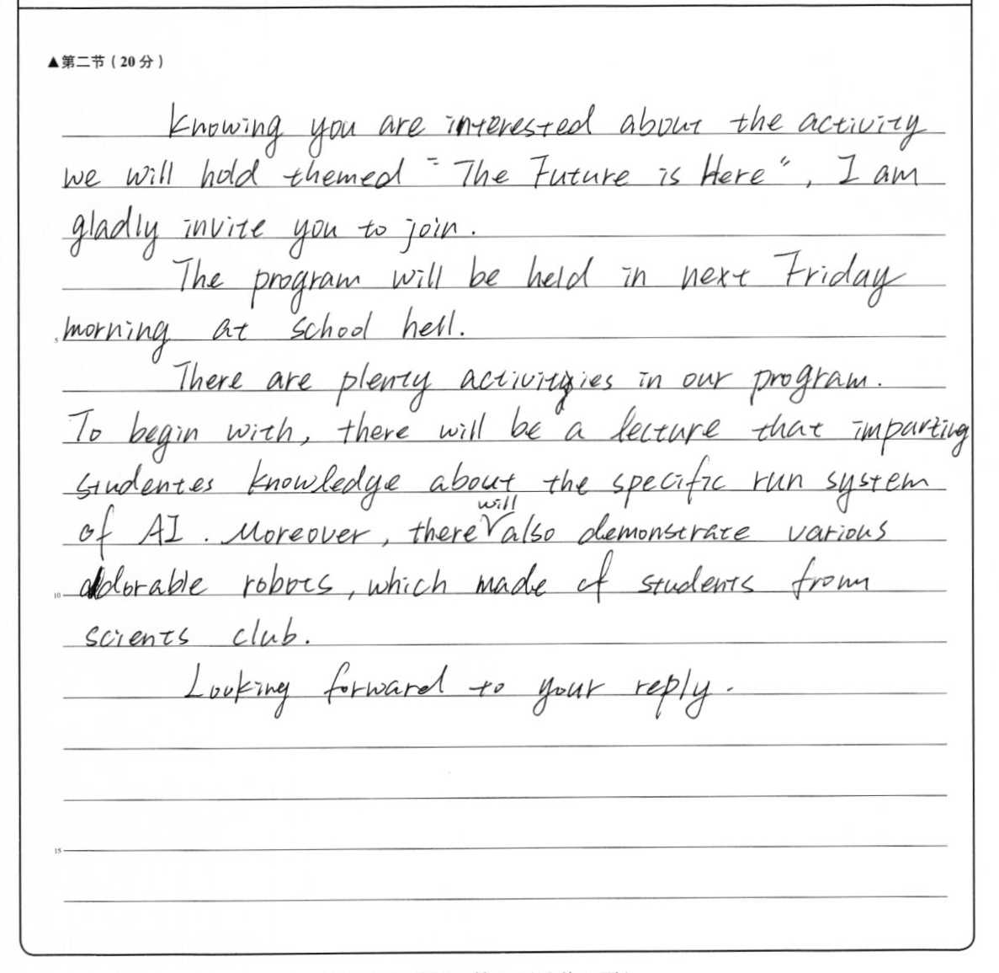 ▲第二节（20分）
Knowing you are interested about the activity
we will hold themed "The Future is Here", I am
gladly invite you to join.
The program will be held in next Friday
5 morning at school hell.
There are plenty activities in our program.
To begin with, there will be a lecture that imparting
studentes knowledge about the specific run system
will
of AI. Moreover, there also demonstrate various
10 adorable robots, which made of students from
scients club.
Looking forward to your reply.
15